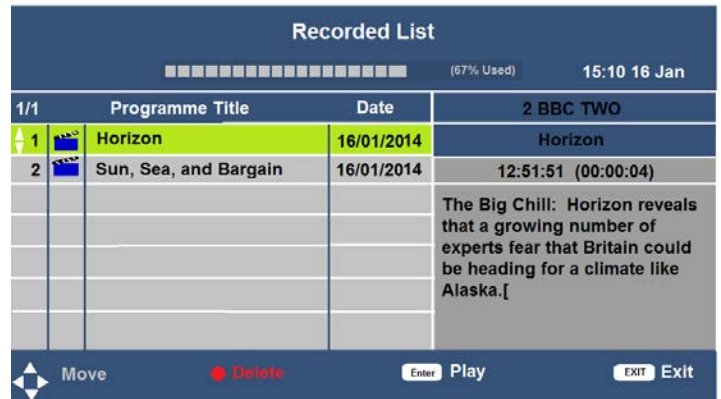 Recorded List
(67% Used) 15:10 16 Jan
1/1 Programme Title Date 2 BBC TWO
1 Horizon 16/01/2014 Horizon
2 Sun, Sea, and Bargain 16/01/2014 12:51:51 (00:00:04)
The Big Chill: Horizon reveals
that a growing number of
experts fear that Britain could
be heading for a climate like
Alaska.[
Move Delete Enter Play EXIT Exit